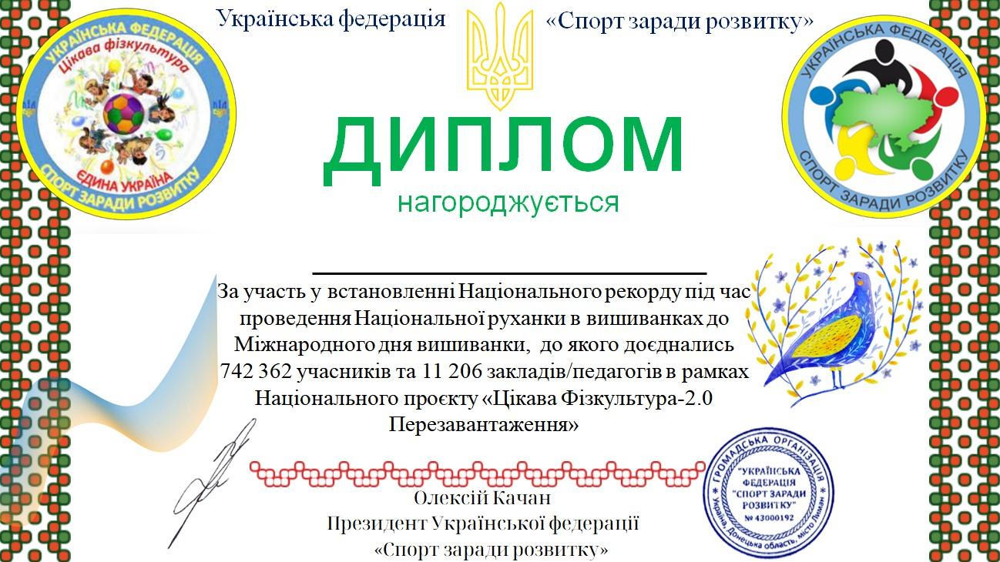 Українська федерація
«Спорт заради розвитку»
УКРАЇНСЬКА ФЕДЕРАЦІЯ
Цікава фізкультура
ЄДИНА УКРАЇНА
СПОРТ ЗАРАДИ РОЗВИТКУ
УКРАЇНСЬКА ФЕДЕРАЦІЯ
СПОРТ ЗАРАДИ РОЗВИТКУ
ДИПЛОМ
нагороджується
За участь у встановленні Національного рекорду під час
проведення Національної руханки в вишиванках до
Міжнародного дня вишиванки, до якого доєднались
742 362 учасників та 11 206 закладів/педагогів в рамках
Національного проєкту «Цікава Фізкультура-2.0
Перезавантаження»
Олексій Качан
Президент Української федерації
«Спорт заради розвитку»
ГРОМАДСЬКА ОРГАНІЗАЦІЯ
"УКРАЇНСЬКА
ФЕДЕРАЦІЯ
"СПОРТ ЗАРАДИ
РОЗВИТКУ"
№ 43000192
* Україна, Донецька область, місто Лиман *